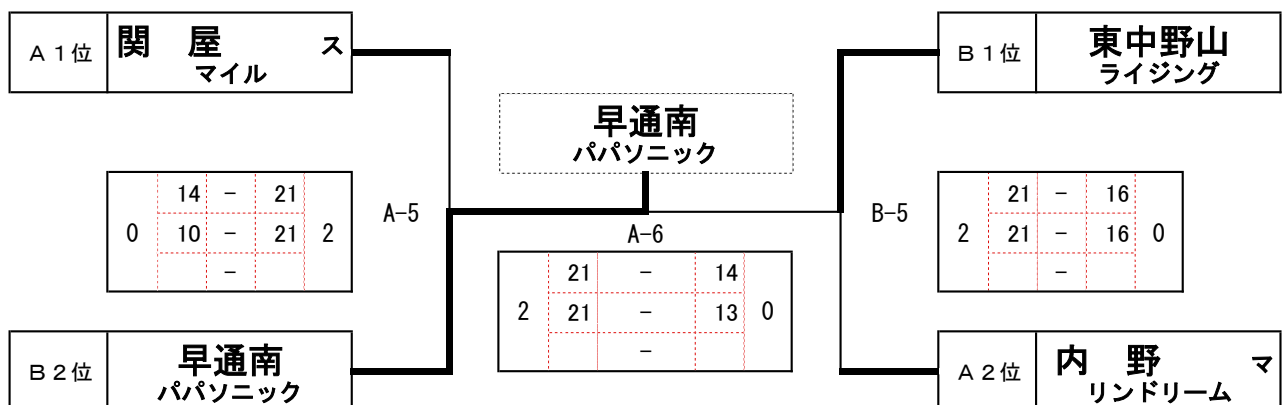 A1位
関 屋 ス
マイル
B1位
東中野山
ライジング
早通南
パパソニック
14 - 21
0 10 - 21 2
-
A-5
A-6
B-5
21 - 16
2 21 - 16 0
-
21 - 14
2 21 - 13 0
-
B2位
早通南
パパソニック
A2位
内 野 マ
リンドリーム